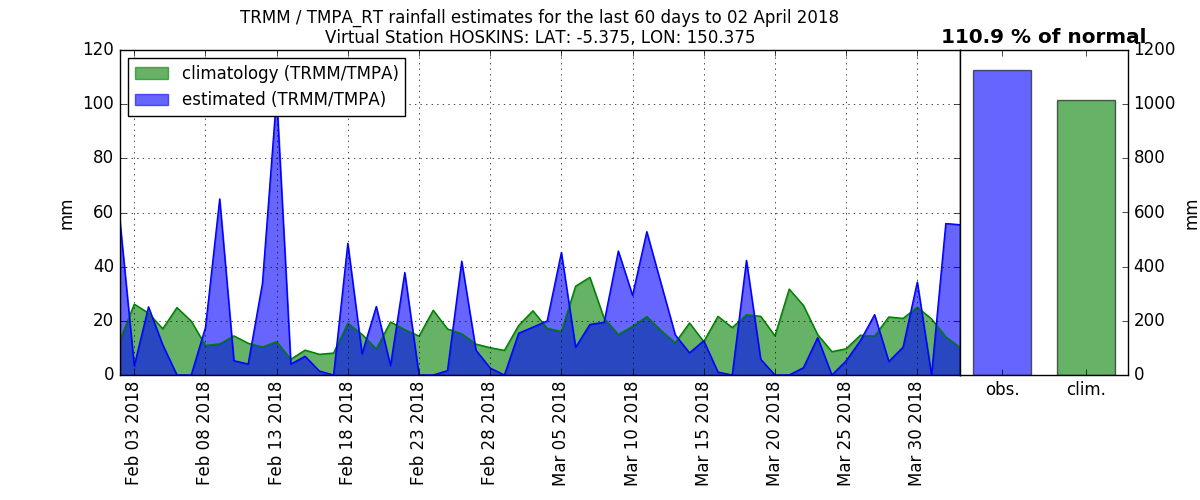 TRMM / TMPA_RT rainfall estimates for the last 60 days to 02 April 2018
Virtual Station HOSKINS: LAT: -5.375, LON: 150.375
110.9 % of normal
climatology (TRMM/TMPA)
estimated (TRMM/TMPA)
mm
120
100
80
60
40
20
0
Feb 03 2018
Feb 08 2018
Feb 13 2018
Feb 18 2018
Feb 23 2018
Feb 28 2018
Mar 05 2018
Mar 10 2018
Mar 15 2018
Mar 20 2018
Mar 25 2018
Mar 30 2018
obs.
clim.
1200
1000
800
600
400
200
0
mm